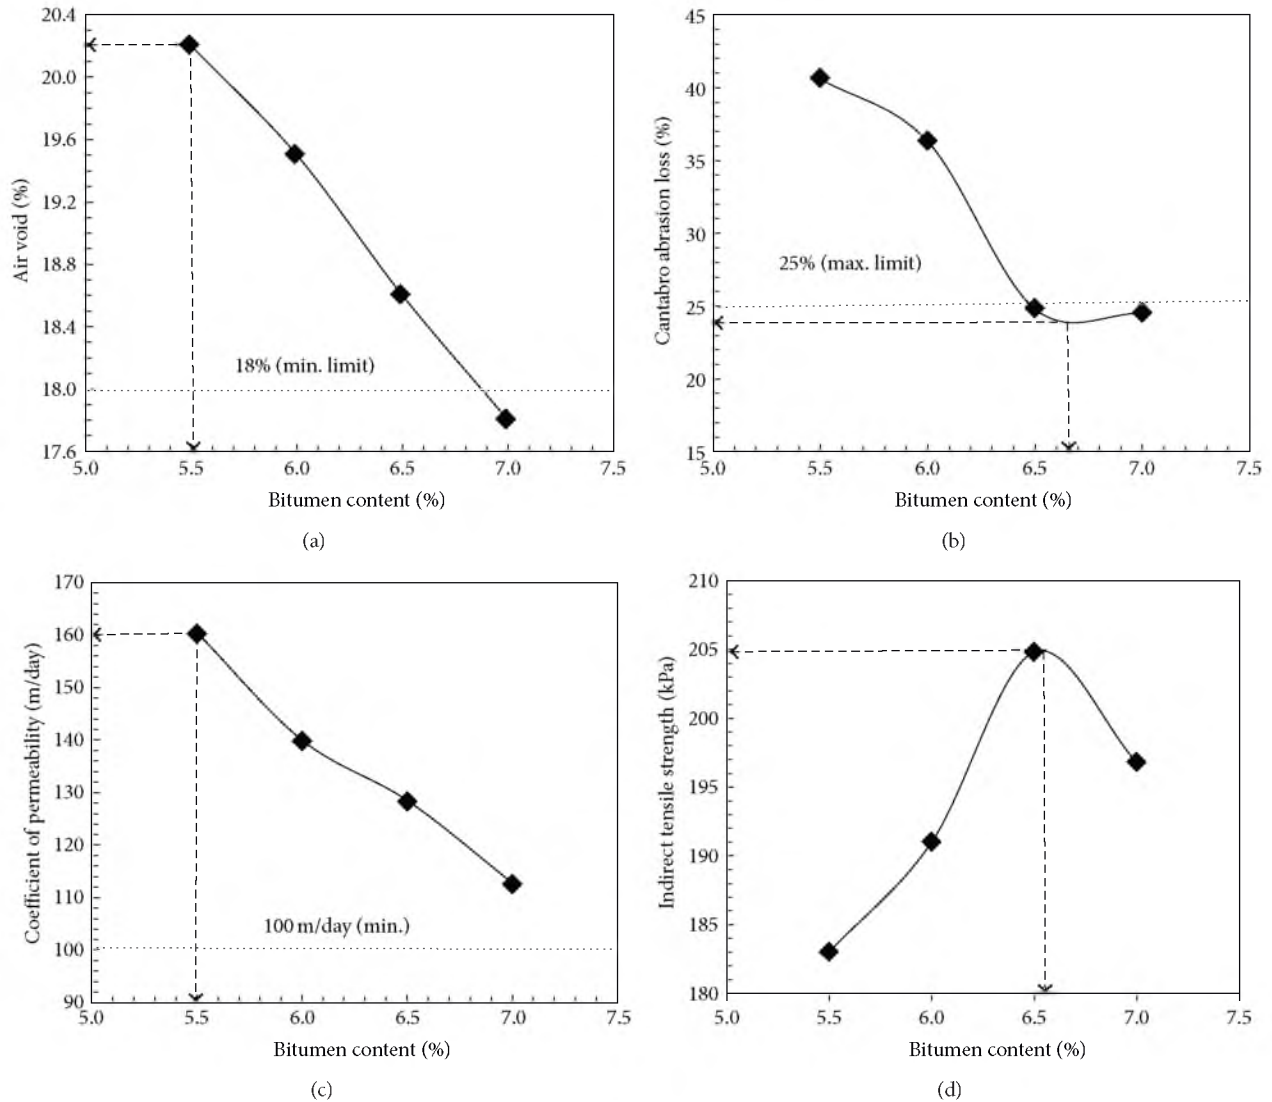 20.4
20.0
19.6
19.2
18.8
18.4
18.0
17.6
Air void (%)
18% (min. limit)
5.0 5.5 6.0 6.5 7.0 7.5
Bitumen content (%)
(a)
45
40
35
30
25
20
15
Cantabro abrasion loss (%)
25% (max. limit)
5.0 5.5 6.0 6.5 7.0 7.5
Bitumen content (%)
(b)
170
160
150
140
130
120
110
100
90
Coefficient of permeability (m/day)
100 m/day (min.)
5.0 5.5 6.0 6.5 7.0 7.5
Bitumen content (%)
(c)
210
205
200
195
190
185
180
Indirect tensile strength (kPa)
5.0 5.5 6.0 6.5 7.0 7.5
Bitumen content (%)
(d)